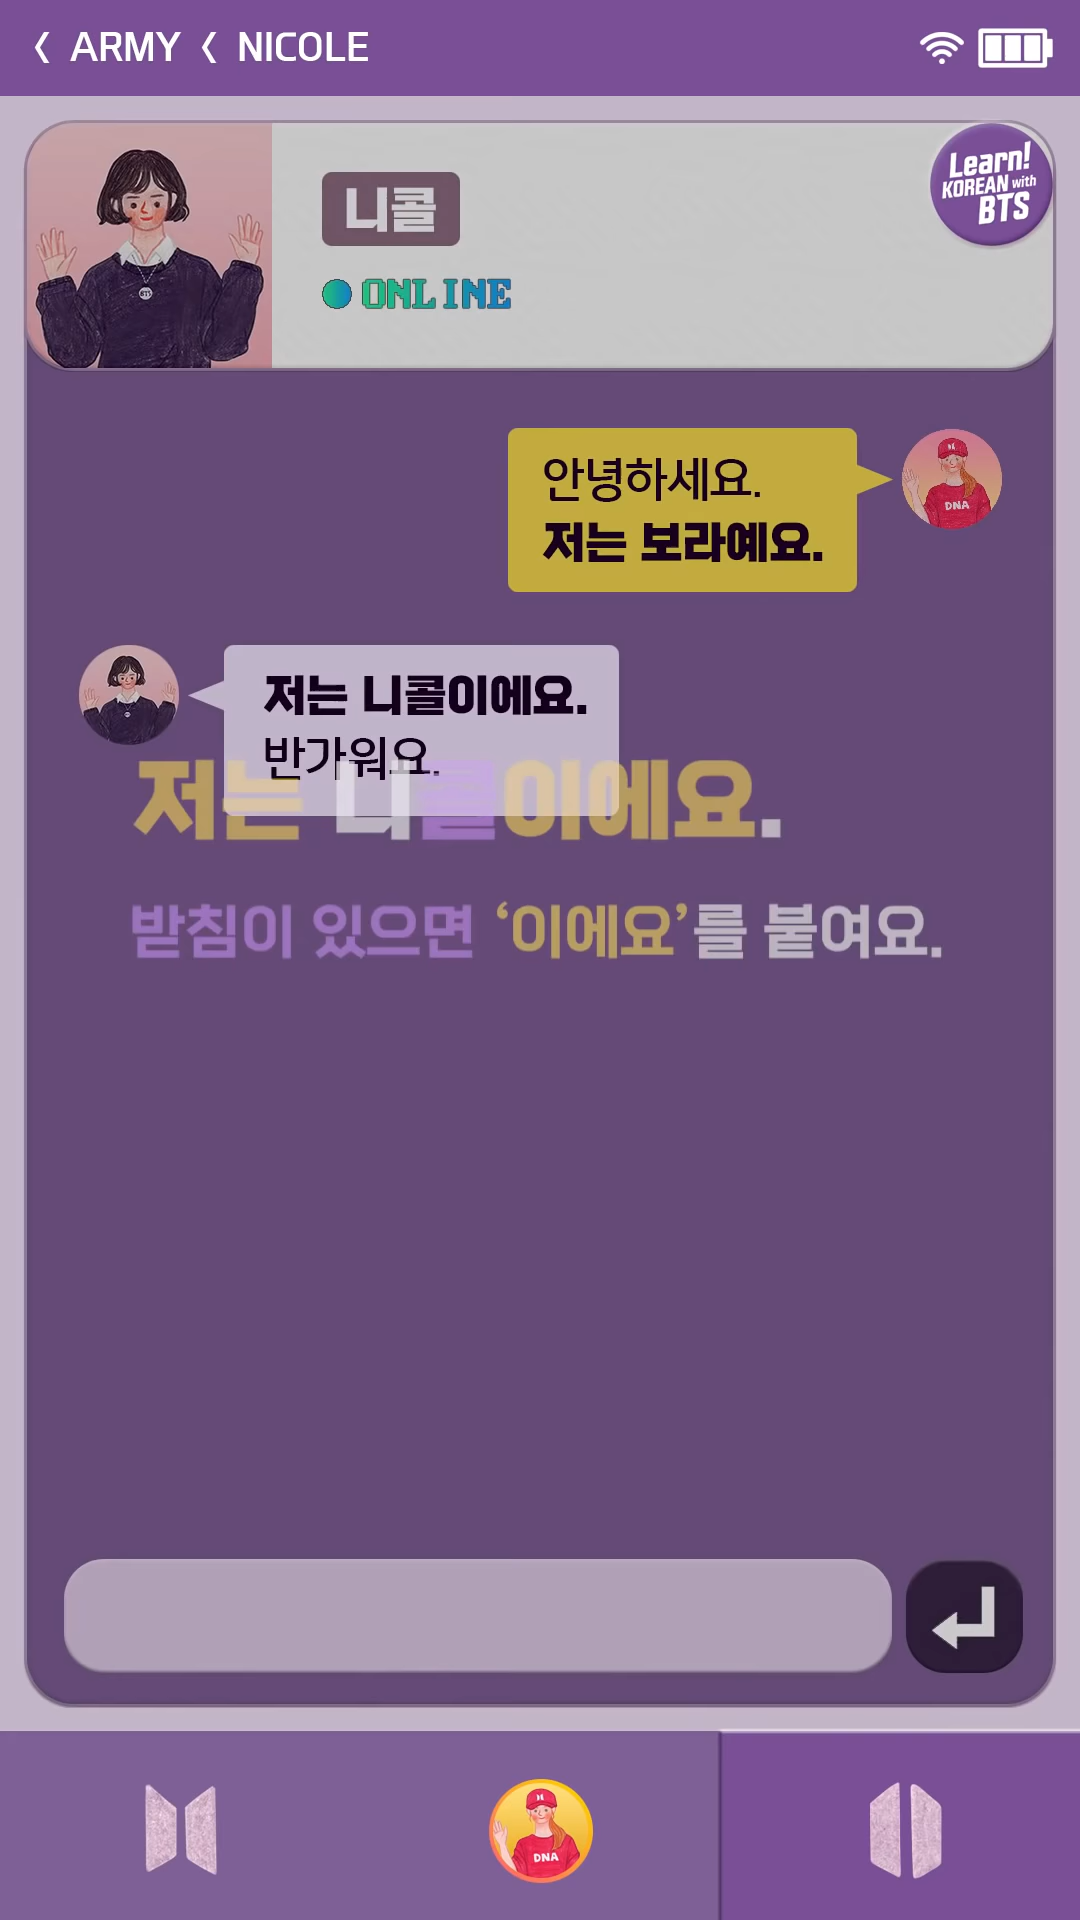 ARMY NICOLE
니콜
Learn!
KOREAN with
BTS
ONLINE
안녕하세요.
저는 보라예요.
DNA
저는 니콜이에요.
반가워요.
저는 니콜이에요.
받침이 있으면 ‘이에요’를 붙여요.
DNA